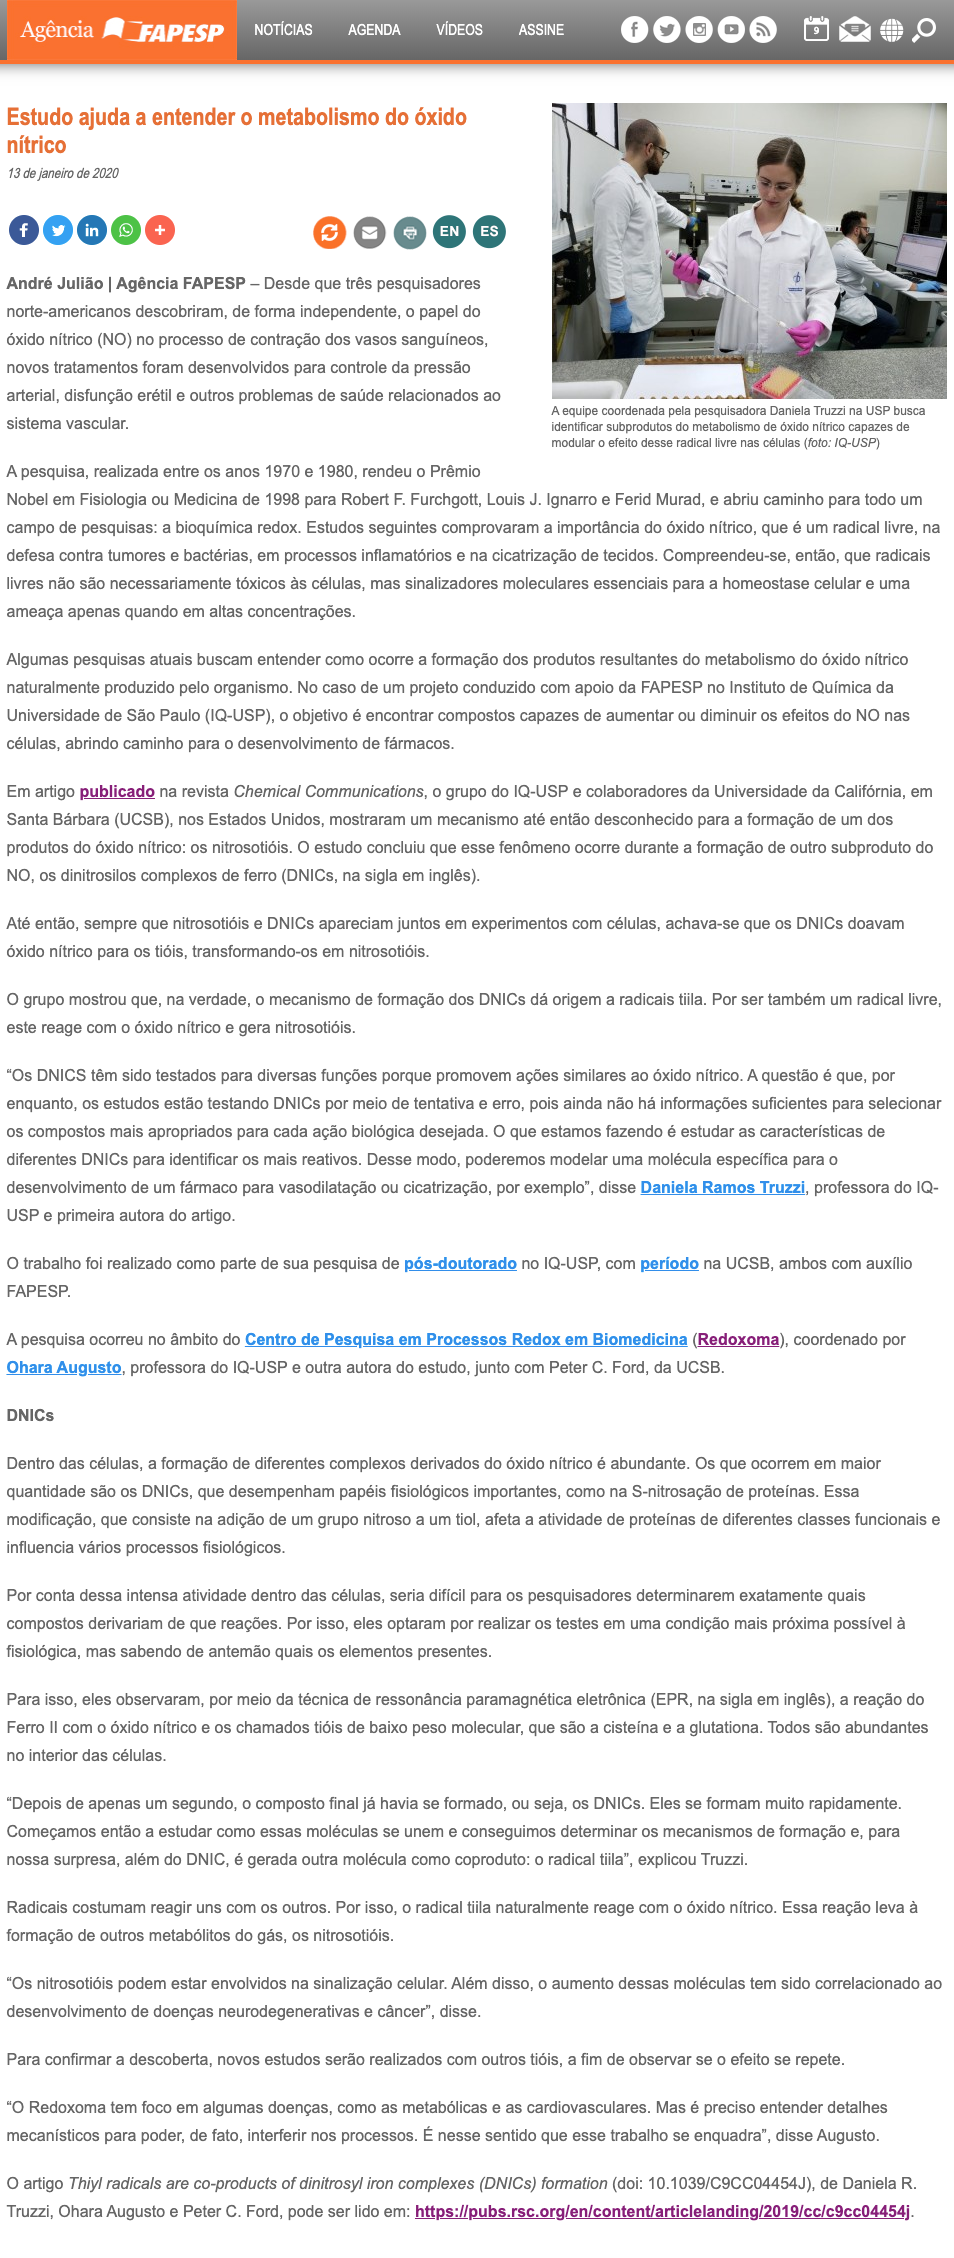 Agência FAPESP
NOTÍCIAS AGENDA VÍDEOS ASSINE
9
Estudo ajuda a entender o metabolismo do óxido
nítrico
13 de janeiro de 2020
EN ES
A equipe coordenada pela pesquisadora Daniela Truzzi na USP busca
identificar subprodutos do metabolismo de óxido nítrico capazes de
modular o efeito desse radical livre nas células (foto: IQ-USP)
André Julião | Agência FAPESP – Desde que três pesquisadores
norte-americanos descobriram, de forma independente, o papel do
óxido nítrico (NO) no processo de contração dos vasos sanguíneos,
novos tratamentos foram desenvolvidos para controle da pressão
arterial, disfunção erétil e outros problemas de saúde relacionados ao
sistema vascular.
A pesquisa, realizada entre os anos 1970 e 1980, rendeu o Prêmio
Nobel em Fisiologia ou Medicina de 1998 para Robert F. Furchgott, Louis J. Ignarro e Ferid Murad, e abriu caminho para todo um
campo de pesquisas: a bioquímica redox. Estudos seguintes comprovaram a importância do óxido nítrico, que é um radical livre, na
defesa contra tumores e bactérias, em processos inflamatórios e na cicatrização de tecidos. Compreendeu-se, então, que radicais
livres não são necessariamente tóxicos às células, mas sinalizadores moleculares essenciais para a homeostase celular e uma
ameaça apenas quando em altas concentrações.
Algumas pesquisas atuais buscam entender como ocorre a formação dos produtos resultantes do metabolismo do óxido nítrico
naturalmente produzido pelo organismo. No caso de um projeto conduzido com apoio da FAPESP no Instituto de Química da
Universidade de São Paulo (IQ-USP), o objetivo é encontrar compostos capazes de aumentar ou diminuir os efeitos do NO nas
células, abrindo caminho para o desenvolvimento de fármacos.
Em artigo publicado na revista Chemical Communications, o grupo do IQ-USP e colaboradores da Universidade da Califórnia, em
Santa Bárbara (UCSB), nos Estados Unidos, mostraram um mecanismo até então desconhecido para a formação de um dos
produtos do óxido nítrico: os nitrosotióis. O estudo concluiu que esse fenômeno ocorre durante a formação de outro subproduto do
NO, os dinitrosilos complexos de ferro (DNICs, na sigla em inglês).
Até então, sempre que nitrosotióis e DNICs apareciam juntos em experimentos com células, achava-se que os DNICs doavam
óxido nítrico para os tióis, transformando-os em nitrosotióis.
O grupo mostrou que, na verdade, o mecanismo de formação dos DNICs dá origem a radicais tiila. Por ser também um radical livre,
este reage com o óxido nítrico e gera nitrosotióis.
“Os DNICS têm sido testados para diversas funções porque promovem ações similares ao óxido nítrico. A questão é que, por
enquanto, os estudos estão testando DNICs por meio de tentativa e erro, pois ainda não há informações suficientes para selecionar
os compostos mais apropriados para cada ação biológica desejada. O que estamos fazendo é estudar as características de
diferentes DNICs para identificar os mais reativos. Desse modo, poderemos modelar uma molécula específica para o
desenvolvimento de um fármaco para vasodilatação ou cicatrização, por exemplo”, disse Daniela Ramos Truzzi, professora do IQ-
USP e primeira autora do artigo.
O trabalho foi realizado como parte de sua pesquisa de pós-doutorado no IQ-USP, com período na UCSB, ambos com auxílio
FAPESP.
A pesquisa ocorreu no âmbito do Centro de Pesquisa em Processos Redox em Biomedicina (Redoxoma), coordenado por
Ohara Augusto, professora do IQ-USP e outra autora do estudo, junto com Peter C. Ford, da UCSB.
DNICs
Dentro das células, a formação de diferentes complexos derivados do óxido nítrico é abundante. Os que ocorrem em maior
quantidade são os DNICs, que desempenham papéis fisiológicos importantes, como na S-nitrosação de proteínas. Essa
modificação, que consiste na adição de um grupo nitroso a um tiol, afeta a atividade de proteínas de diferentes classes funcionais e
influencia vários processos fisiológicos.
Por conta dessa intensa atividade dentro das células, seria difícil para os pesquisadores determinarem exatamente quais
compostos derivariam de que reações. Por isso, eles optaram por realizar os testes em uma condição mais próxima possível à
fisiológica, mas sabendo de antemão quais os elementos presentes.
Para isso, eles observaram, por meio da técnica de ressonância paramagnética eletrônica (EPR, na sigla em inglês), a reação do
Ferro II com o óxido nítrico e os chamados tióis de baixo peso molecular, que são a cisteína e a glutationa. Todos são abundantes
no interior das células.
“Depois de apenas um segundo, o composto final já havia se formado, ou seja, os DNICs. Eles se formam muito rapidamente.
Começamos então a estudar como essas moléculas se unem e conseguimos determinar os mecanismos de formação e, para
nossa surpresa, além do DNIC, é gerada outra molécula como coproduto: o radical tiila”, explicou Truzzi.
Radicais costumam reagir uns com os outros. Por isso, o radical tiila naturalmente reage com o óxido nítrico. Essa reação leva à
formação de outros metabólitos do gás, os nitrosotióis.
“Os nitrosotióis podem estar envolvidos na sinalização celular. Além disso, o aumento dessas moléculas tem sido correlacionado ao
desenvolvimento de doenças neurodegenerativas e câncer”, disse.
Para confirmar a descoberta, novos estudos serão realizados com outros tióis, a fim de observar se o efeito se repete.
“O Redoxoma tem foco em algumas doenças, como as metabólicas e as cardiovasculares. Mas é preciso entender detalhes
mecanísticos para poder, de fato, interferir nos processos. É nesse sentido que esse trabalho se enquadra”, disse Augusto.
O artigo Thiyl radicals are co-products of dinitrosyl iron complexes (DNICs) formation (doi: 10.1039/C9CC04454J), de Daniela R.
Truzzi, Ohara Augusto e Peter C. Ford, pode ser lido em: https://pubs.rsc.org/en/content/articlelanding/2019/cc/c9cc04454j.